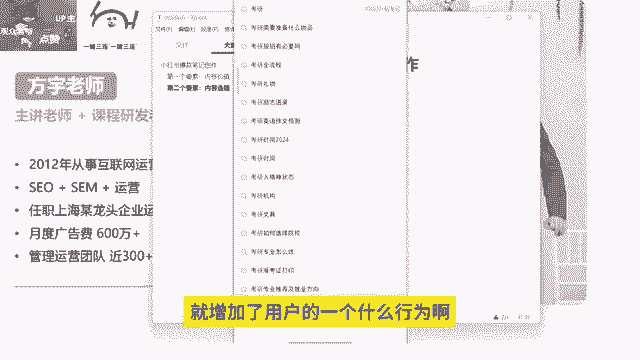 观众老爷
UP主
点赞
一键三连 一键三连
方宇老师
主讲老师 + 课程研发
• 2012年从事互联网运营
• SEO + SEM + 运营
• 任职上海某龙头企业运
• 月度广告费 600万+
• 管理运营团队 近300+
小红书爆款笔记创作
第一个要素：内容价值
第二个要素：内容选题
考研
考研
考研需要准备什么物品
考研报班有必要吗
考研全流程
考研礼物
考研励志语录
考研英语作文预测
考研时间2024
考研时间
考研人精神状态
考研机构
考研文案
考研如何选择院校
考研专业怎么选
考研准考证打印
考研专业推荐及就业方向
作
就增加了用户的一个什么行为啊